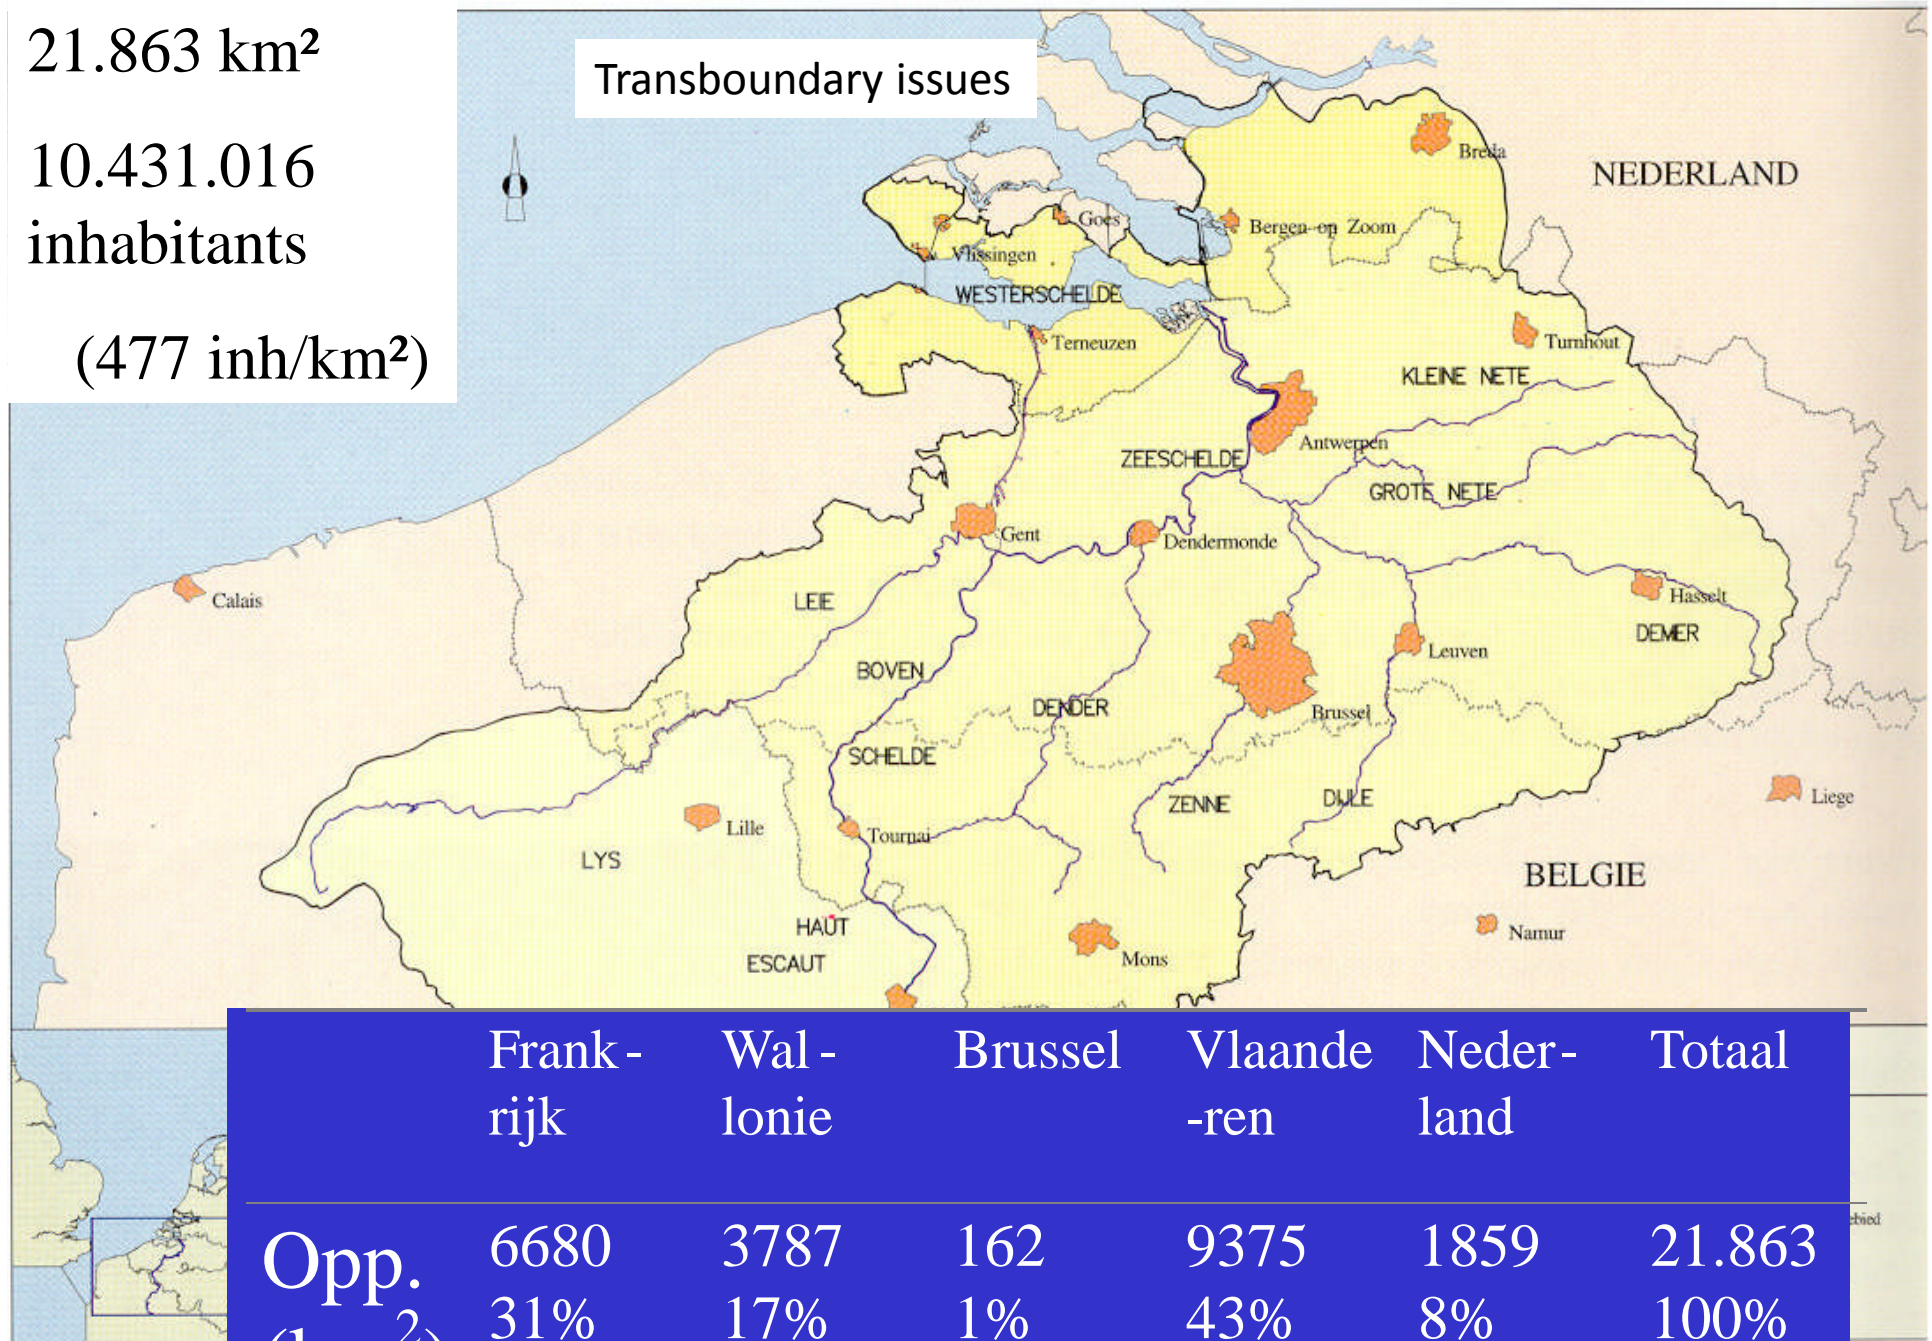 21.863 km²
10.431.016
inhabitants
(477 inh/km²)
Transboundary issues
NEDERLAND
Breda
Bergen op Zoom
Goes
Vlissingen
WESTERSCHELDE
Terneuzen
Turnhout
KLEINE NETE
Antwerpen
ZEESCHELDE
GROTE NETE
Gent
Dendermonde
Calais
LEIE
Hasselt
DEMER
Leuven
BOVEN
DENDER
Brussel
SCHELDE
ZENNE
DIJLE
Liege
Lille
Tournai
LYS
BELGIE
HAUT
Namur
ESCAUT
Mons
Frank- Wal- Brussel Vlaande Neder- Totaal
rijk lonie -ren land
Opp. 6680 3787 162 9375 1859 21.863
31% 17% 1% 43% 8% 100%